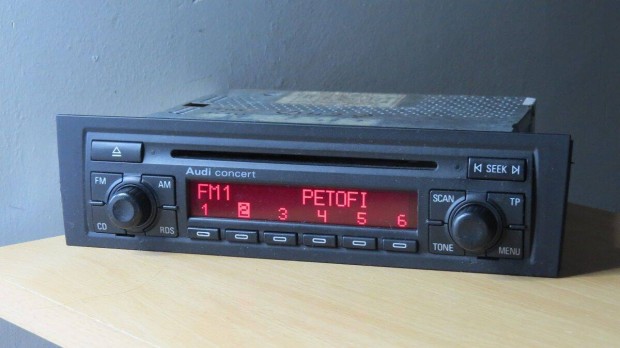 Audi concert
SEEK
FM AM
CD RDS
FM1 PETOFI
1 2 3 4 5 6
SCAN TP
TONE MENU